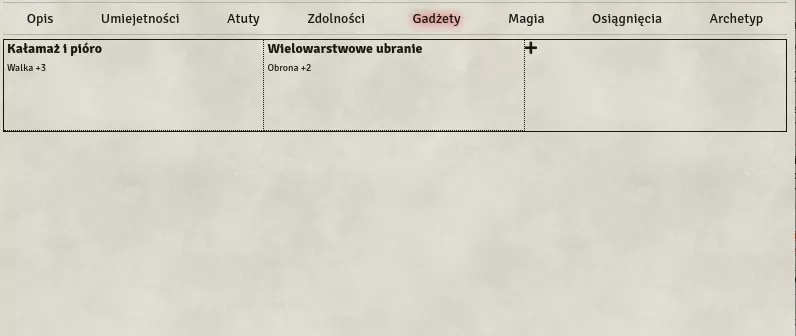 Opis Umiejętności Atuty Zdolności Gadżety Magia Osiągnięcia Archetyp
Kałamaż i pióro
Walka +3
Wielowarstwowe ubranie
Obrona +2
+